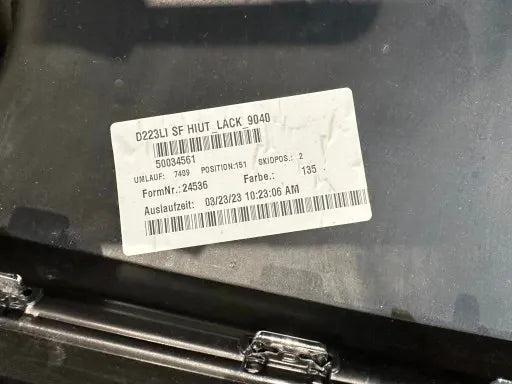 D223LI SF HIUT_LACK_9040
50034561
UMLAUF: 7409 POSITION:151 SKIDPOS.: 2
FormNr.: 24536 Farbe.: 135
Auslaufzeit: 03/23/23 10:23:06 AM